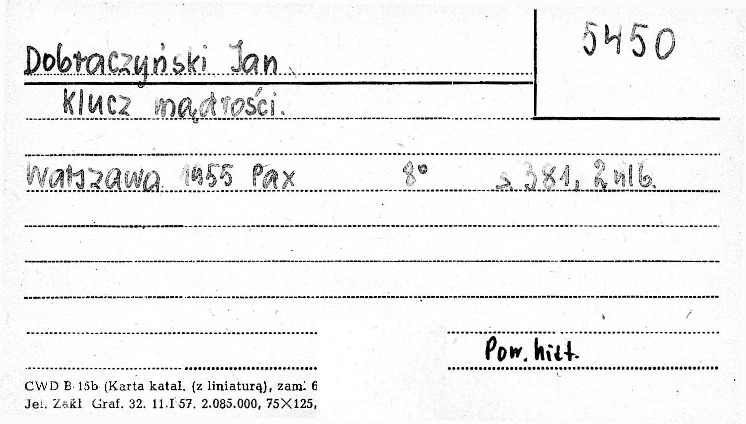 5450
Dobraczyński Jan
Klucz mądrości.
Warszawa 1955 Pax 8° s. 381, 2 nlb.
Pow. hist.
CWD B-15b (Karta katal. (z liniaturą), zam. 6
Jel. Zakł. Graf. 32. 11.I 57. 2.085.000, 75×125,